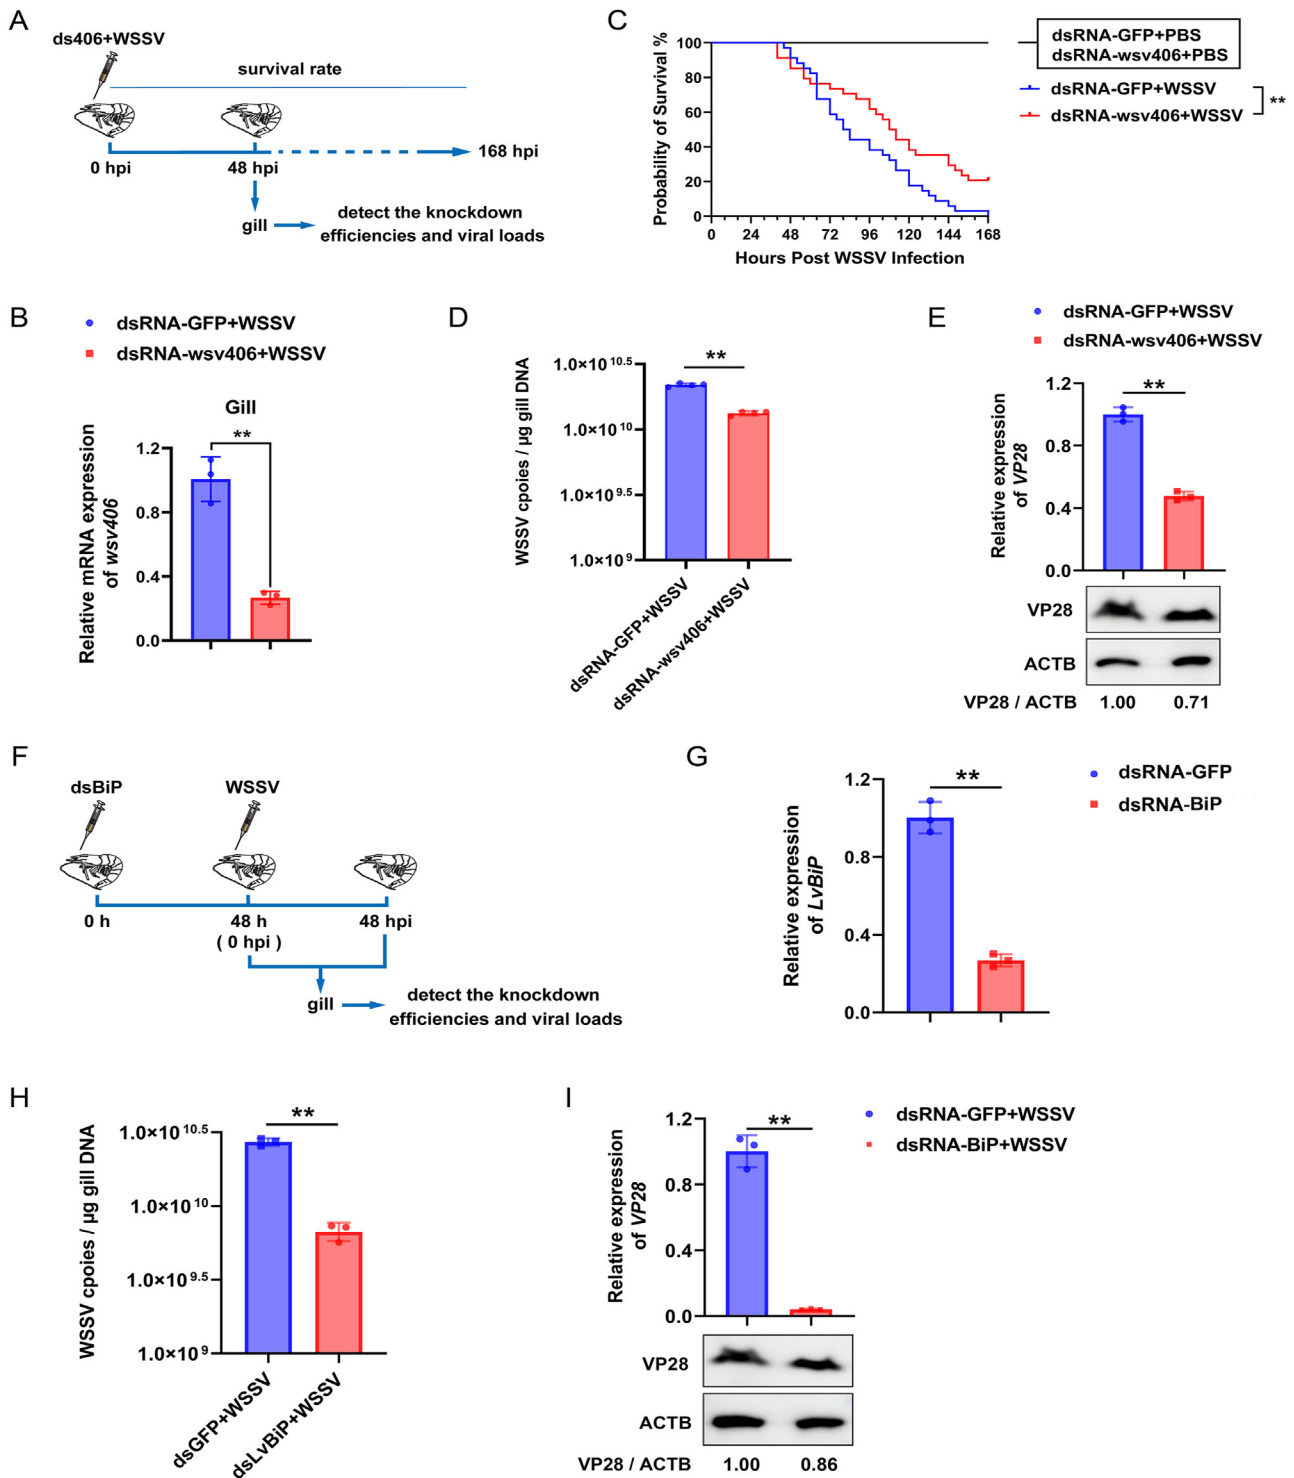 A
ds406+WSSV
survival rate
0 hpi
48 hpi
168 hpi
gill
detect the knockdown
efficiencies and viral loads
C
Probability of Survival %
100
80
60
40
20
0
0 24 48 72 96 120 144 168
Hours Post WSSV Infection
dsRNA-GFP+PBS
dsRNA-wsv406+PBS
dsRNA-GFP+WSSV
dsRNA-wsv406+WSSV
**
B
dsRNA-GFP+WSSV
dsRNA-wsv406+WSSV
Gill
**
Relative mRNA expression
of wsv406
1.2
0.8
0.4
0.0
D
WSSV cpoies / μg gill DNA
**
1.0×10^10.5
1.0×10^10
1.0×10^9.5
1.0×10^9
dsRNA-GFP+WSSV
dsRNA-wsv406+WSSV
E
dsRNA-GFP+WSSV
dsRNA-wsv406+WSSV
Relative expression
of VP28
**
1.2
0.8
0.4
0.0
VP28
ACTB
VP28 / ACTB 1.00 0.71
F
dsBiP
WSSV
0 h
48 h
( 0 hpi )
48 hpi
gill
detect the knockdown
efficiencies and viral loads
G
Relative expression
of LvBiP
**
1.2
0.8
0.4
0.0
dsRNA-GFP
dsRNA-BiP
H
WSSV cpoies / μg gill DNA
**
1.0×10^10.5
1.0×10^10
1.0×10^9.5
1.0×10^9
dsGFP+WSSV
dsLvBiP+WSSV
I
Relative expression
of VP28
**
1.2
0.8
0.4
0.0
dsRNA-GFP+WSSV
dsRNA-BiP+WSSV
VP28
ACTB
VP28 / ACTB 1.00 0.86